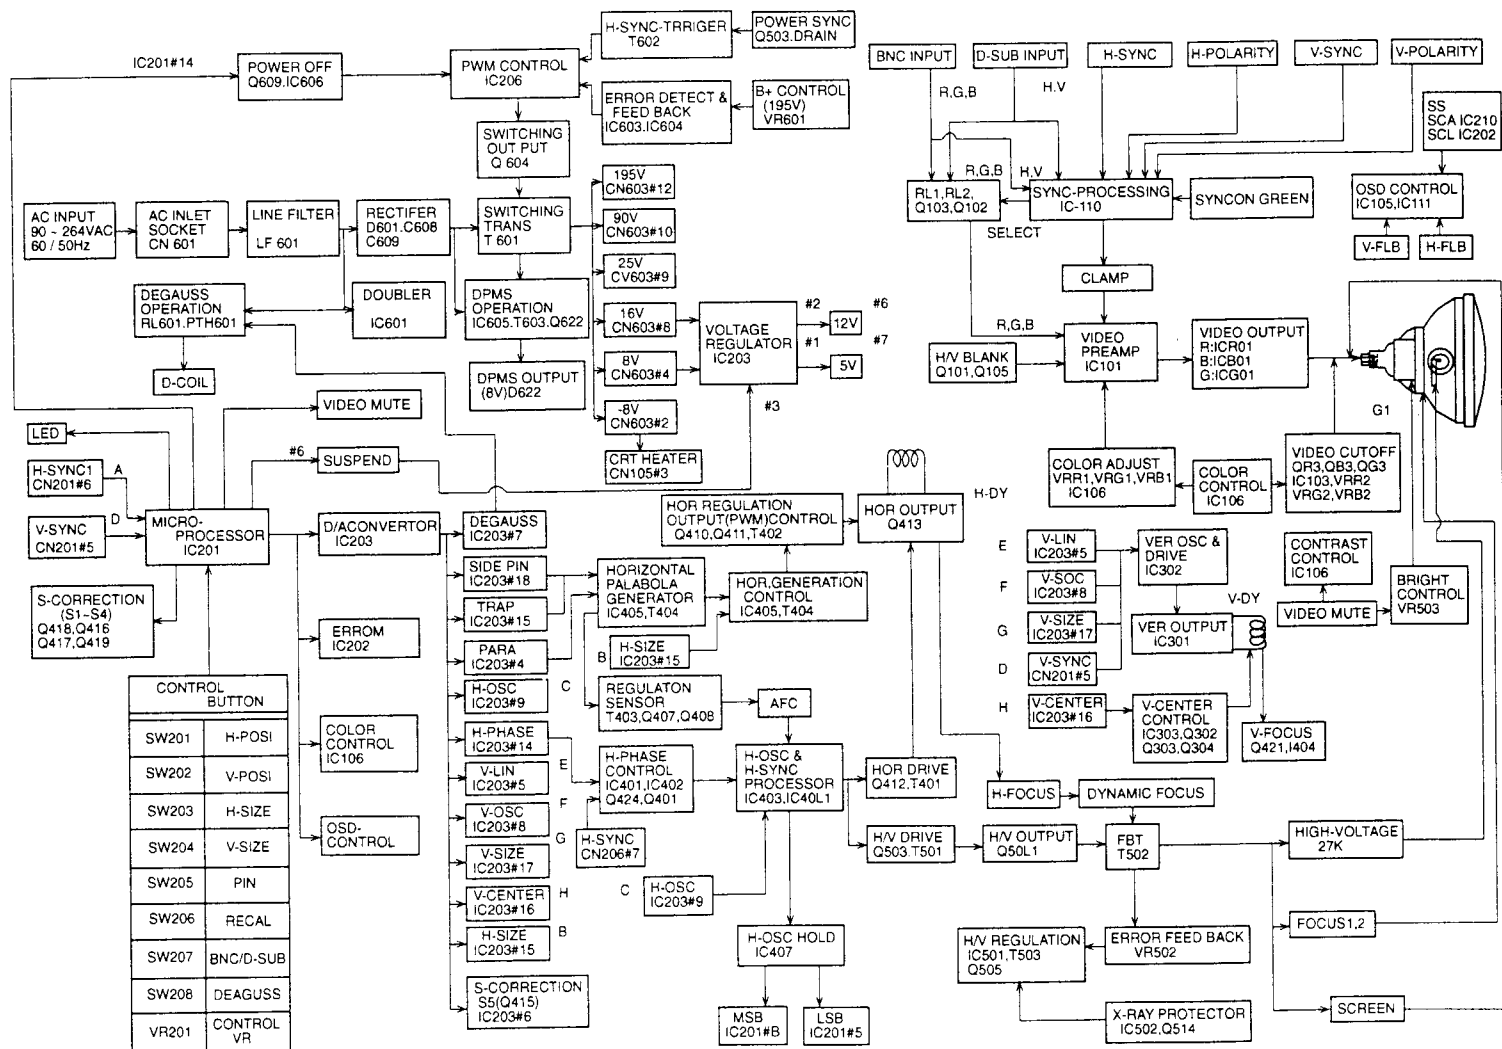 H-SYNC-TRRIGER
T602
POWER SYNC
Q503.DRAIN
IC201#14
POWER OFF
Q609.IC606
PWM CONTROL
IC206
ERROR DETECT &
FEED BACK
IC603.IC604
B+ CONTROL
(195V)
VR601
SWITCHING
OUT PUT
Q 604
BNC INPUT
D-SUB INPUT
H-SYNC
H-POLARITY
V-SYNC
V-POLARITY
R,G,B
H.V
SS
SCA IC210
SCL IC202
R,G,B
H,V
RL1,RL2,
Q103,Q102
SYNC-PROCESSING
IC-110
SYNCON GREEN
SELECT
OSD CONTROL
IC105,IC111
V-FLB
H-FLB
AC INPUT
90 ~ 264VAC
60 / 50Hz
AC INLET
SOCKET
CN 601
LINE FILTER
LF 601
RECTIFER
D601.C608
C609
SWITCHING
TRANS
T 601
195V
CN603#12
90V
CN603#10
25V
CV603#9
16V
CN603#8
8V
CN603#4
-8V
CN603#2
CRT HEATER
CN105#3
DEGAUSS
OPERATION
RL601.PTH601
DOUBLER
IC601
DPMS
OPERATION
IC605.T603.Q622
DPMS OUTPUT
(8V)D622
D-COIL
VOLTAGE
REGULATOR
IC203
#2
#6
12V
#1
#7
5V
#3
CLAMP
R,G,B
H/V BLANK
Q101,Q105
VIDEO
PREAMP
IC101
VIDEO OUTPUT
R:ICR01
B:ICB01
G:ICG01
G1
COLOR ADJUST
VRR1,VRG1,VRB1
IC106
COLOR
CONTROL
IC106
VIDEO CUTOFF
QR3,QB3,QG3
IC103,VRR2
VRG2,VRB2
VIDEO MUTE
LED
H-SYNC1
CN201#6
A
#6
SUSPEND
V-SYNC
CN201#5
D
MICRO-
PROCESSOR
IC201
D/ACONVERTOR
IC203
S-CORRECTION
(S1~S4)
Q418,Q416
Q417,Q419
ERROM
IC202
COLOR
CONTROL
IC106
OSD-
CONTROL
CONTROL
BUTTON
SW201 H-POSI
SW202 V-POSI
SW203 H-SIZE
SW204 V-SIZE
SW205 PIN
SW206 RECAL
SW207 BNC/D-SUB
SW208 DEAGUSS
VR201 CONTROL
VR
DEGAUSS
IC203#7
SIDE PIN
IC203#18
TRAP
IC203#15
PARA
IC203#4
H-OSC
IC203#9
C
H-PHASE
IC203#14
V-LIN
IC203#5
E
V-OSC
IC203#8
F
V-SIZE
IC203#17
G
V-CENTER
IC203#16
H
H-SIZE
IC203#15
B
S-CORRECTION
S5(Q415)
IC203#6
HOR REGULATION
OUTPUT(PWM)CONTROL
Q410,Q411,T402
HOR OUTPUT
Q413
H-DY
HORIZONTAL
PALABOLA
GENERATOR
IC405,T404
HOR,GENERATION
CONTROL
IC405,T404
B
H-SIZE
IC203#15
REGULATON
SENSOR
T403,Q407,Q408
AFC
H-PHASE
CONTROL
IC401,IC402
Q424,Q401
H-OSC &
H-SYNC
PROCESSOR
IC403,IC40L1
HOR DRIVE
Q412,T401
H-SYNC
CN206#7
C
H-OSC
IC203#9
H-OSC HOLD
IC407
MSB
IC201#B
LSB
IC201#5
E
V-LIN
IC203#5
F
V-SOC
IC203#8
G
V-SIZE
IC203#17
D
V-SYNC
CN201#5
H
V-CENTER
IC203#16
VER OSC &
DRIVE
IC302
VER OUTPUT
IC301
V-DY
V-CENTER
CONTROL
IC303,Q302
Q303,Q304
V-FOCUS
Q421,I404
CONTRAST
CONTROL
IC106
VIDEO MUTE
BRIGHT
CONTROL
VR503
H-FOCUS
DYNAMIC FOCUS
H/V DRIVE
Q503.T501
H/V OUTPUT
Q50L1
FBT
T502
HIGH-VOLTAGE
27K
FOCUS1,2
SCREEN
H/V REGULATION
IC501,T503
Q505
ERROR FEED BACK
VR502
X-RAY PROTECTOR
IC502,Q514